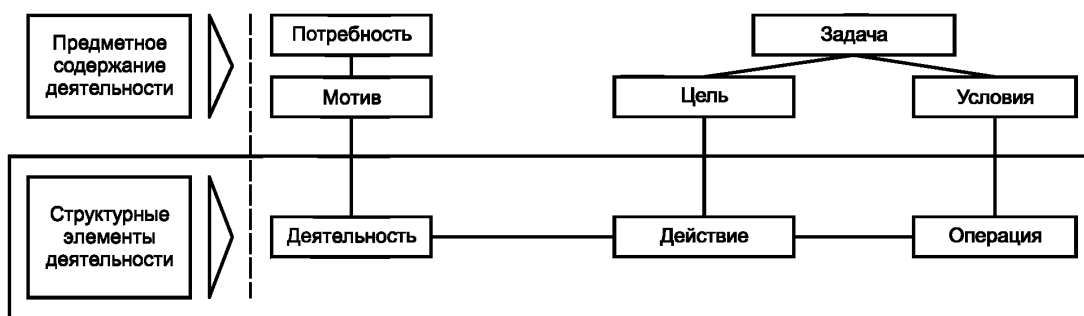 Предметное
содержание
деятельности
Потребность
Задача
Мотив
Цель
Условия
Структурные
элементы
деятельности
Деятельность
Действие
Операция